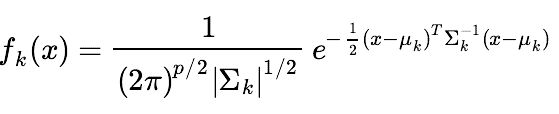 f_k(x) = \frac{1}{(2\pi)^{p/2} |\Sigma_k|^{1/2}} e^{-\frac{1}{2}(x-\mu_k)^T \Sigma_k^{-1}(x-\mu_k)}